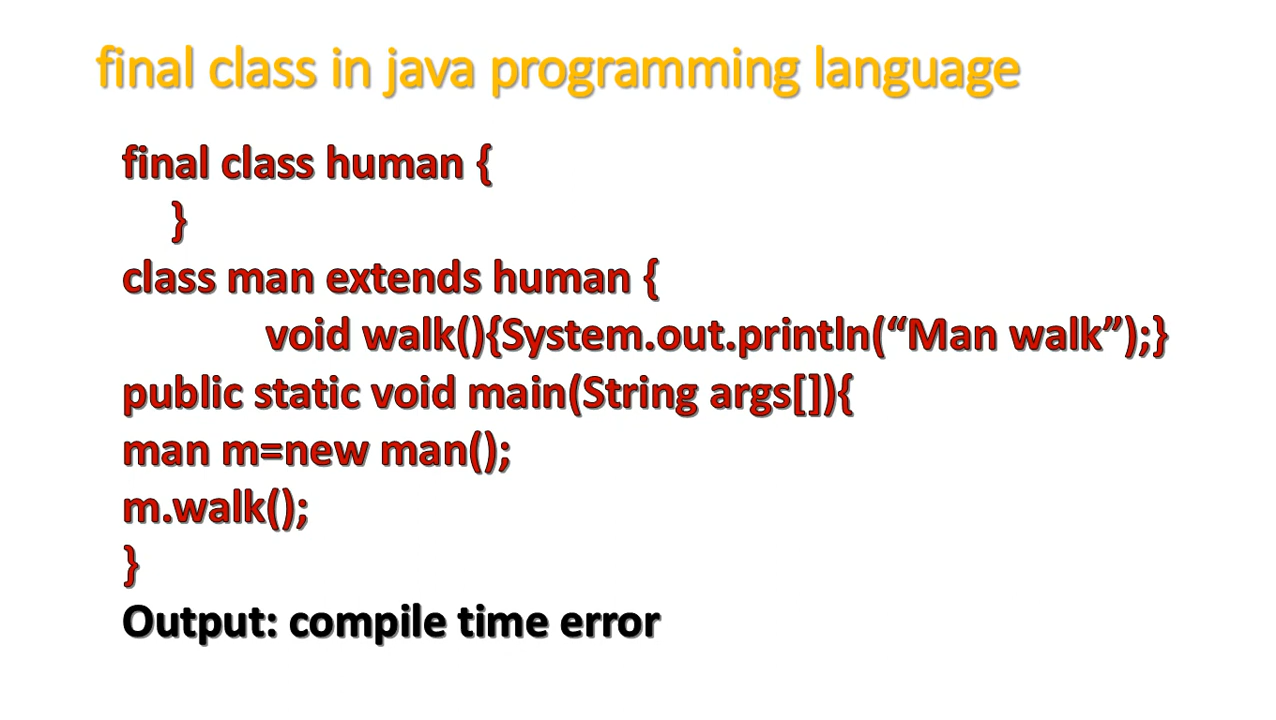 final class in java programming language
final class human {
}
class man extends human {
void walk(){System.out.println(“Man walk”);}
public static void main(String args[]){
man m=new man();
m.walk();
}
Output: compile time error